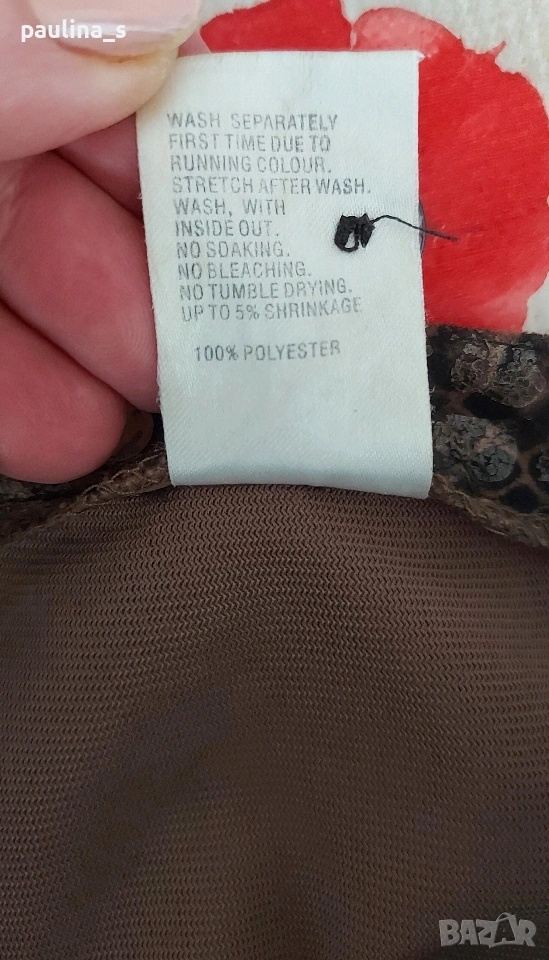 paulina_s
WASH SEPARATELY
FIRST TIME DUE TO
RUNNING COLOUR.
STRETCH AFTER WASH.
WASH, WITH
INSIDE OUT.
NO SOAKING.
NO BLEACHING.
NO TUMBLE DRYING.
UP TO 5% SHRINKAGE
100% POLYESTER
BAZAR